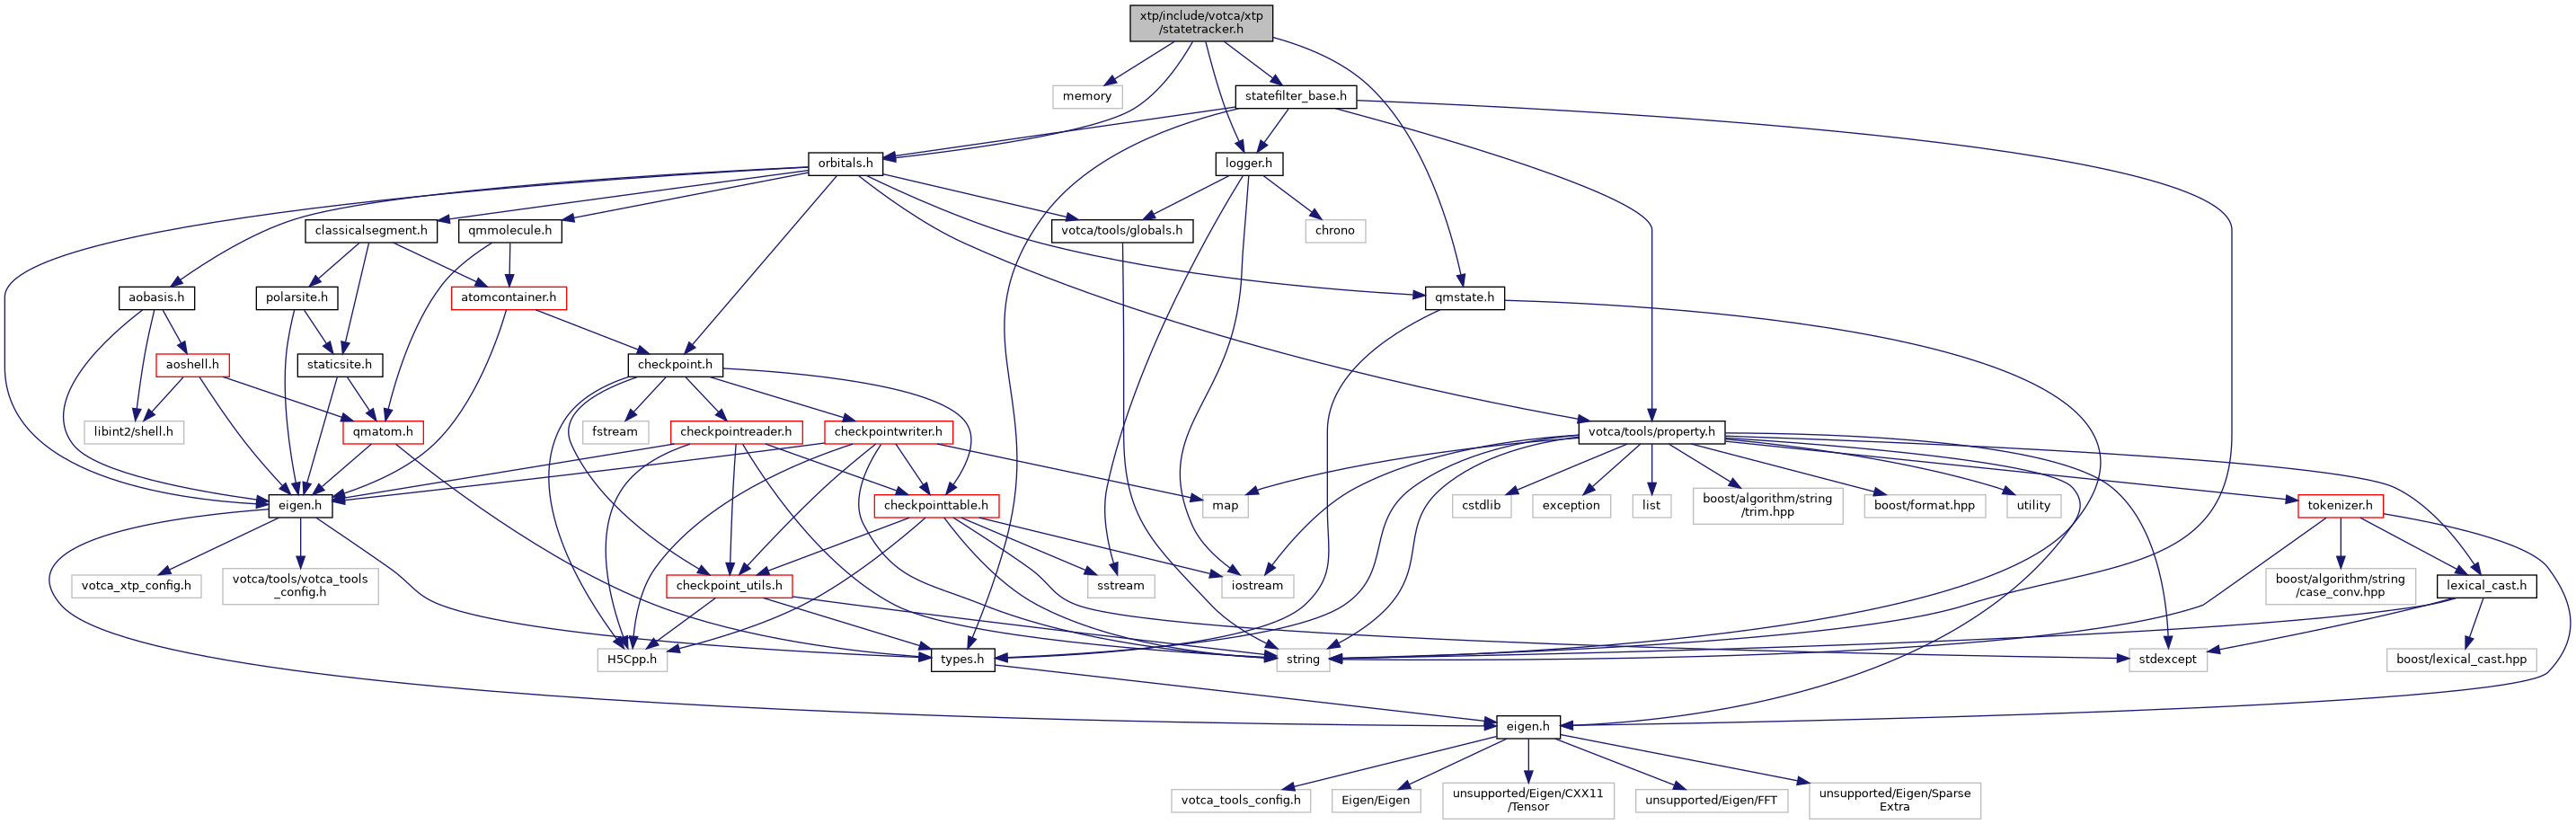 xtp/include/votca/xtp
/statetracker.h
memory
statefilter_base.h
orbitals.h
logger.h
classicalsegment.h
qmmolecule.h
votca/tools/globals.h
chrono
aobasis.h
polarsite.h
atomcontainer.h
qmstate.h
aoshell.h
staticsite.h
checkpoint.h
libint2/shell.h
qmatom.h
fstream
checkpointreader.h
checkpointwriter.h
votca/tools/property.h
eigen.h
checkpointtable.h
map
cstdlib
exception
list
boost/algorithm/string
/trim.hpp
boost/format.hpp
utility
tokenizer.h
votca_xtp_config.h
votca/tools/votca_tools
_config.h
checkpoint_utils.h
sstream
iostream
boost/algorithm/string
/case_conv.hpp
lexical_cast.h
H5Cpp.h
types.h
string
stdexcept
boost/lexical_cast.hpp
eigen.h
votca_tools_config.h
Eigen/Eigen
unsupported/Eigen/CXX11
/Tensor
unsupported/Eigen/FFT
unsupported/Eigen/Sparse
Extra